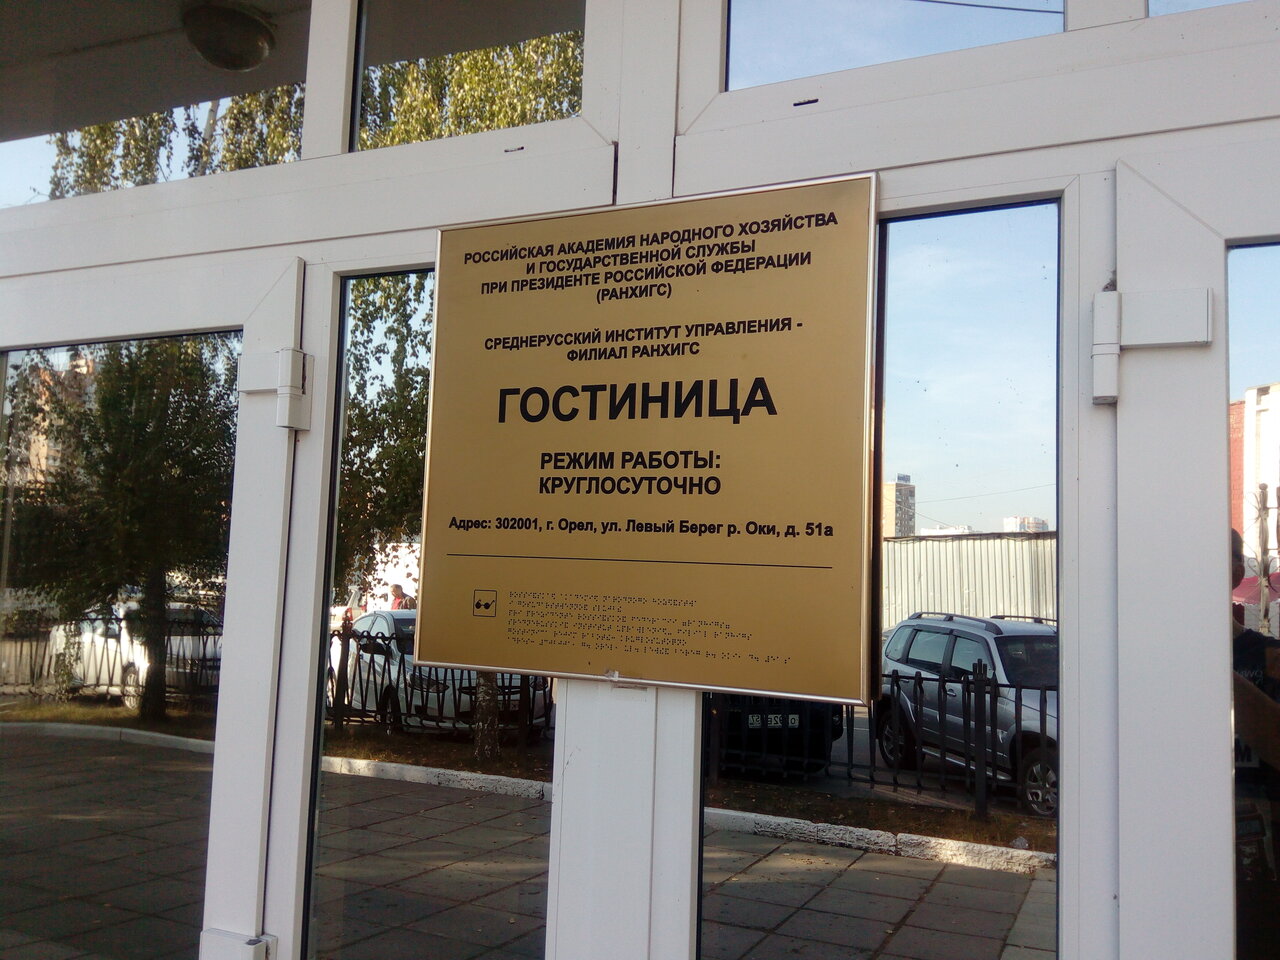 РОССИЙСКАЯ АКАДЕМИЯ НАРОДНОГО ХОЗЯЙСТВА
И ГОСУДАРСТВЕННОЙ СЛУЖБЫ
ПРИ ПРЕЗИДЕНТЕ РОССИЙСКОЙ ФЕДЕРАЦИИ
(РАНХИГС)
СРЕДНЕРУССКИЙ ИНСТИТУТ УПРАВЛЕНИЯ -
ФИЛИАЛ РАНХИГС
ГОСТИНИЦА
РЕЖИМ РАБОТЫ:
КРУГЛОСУТОЧНО
Адрес: 302001, г. Орел, ул. Левый Берег р. Оки, д. 51а